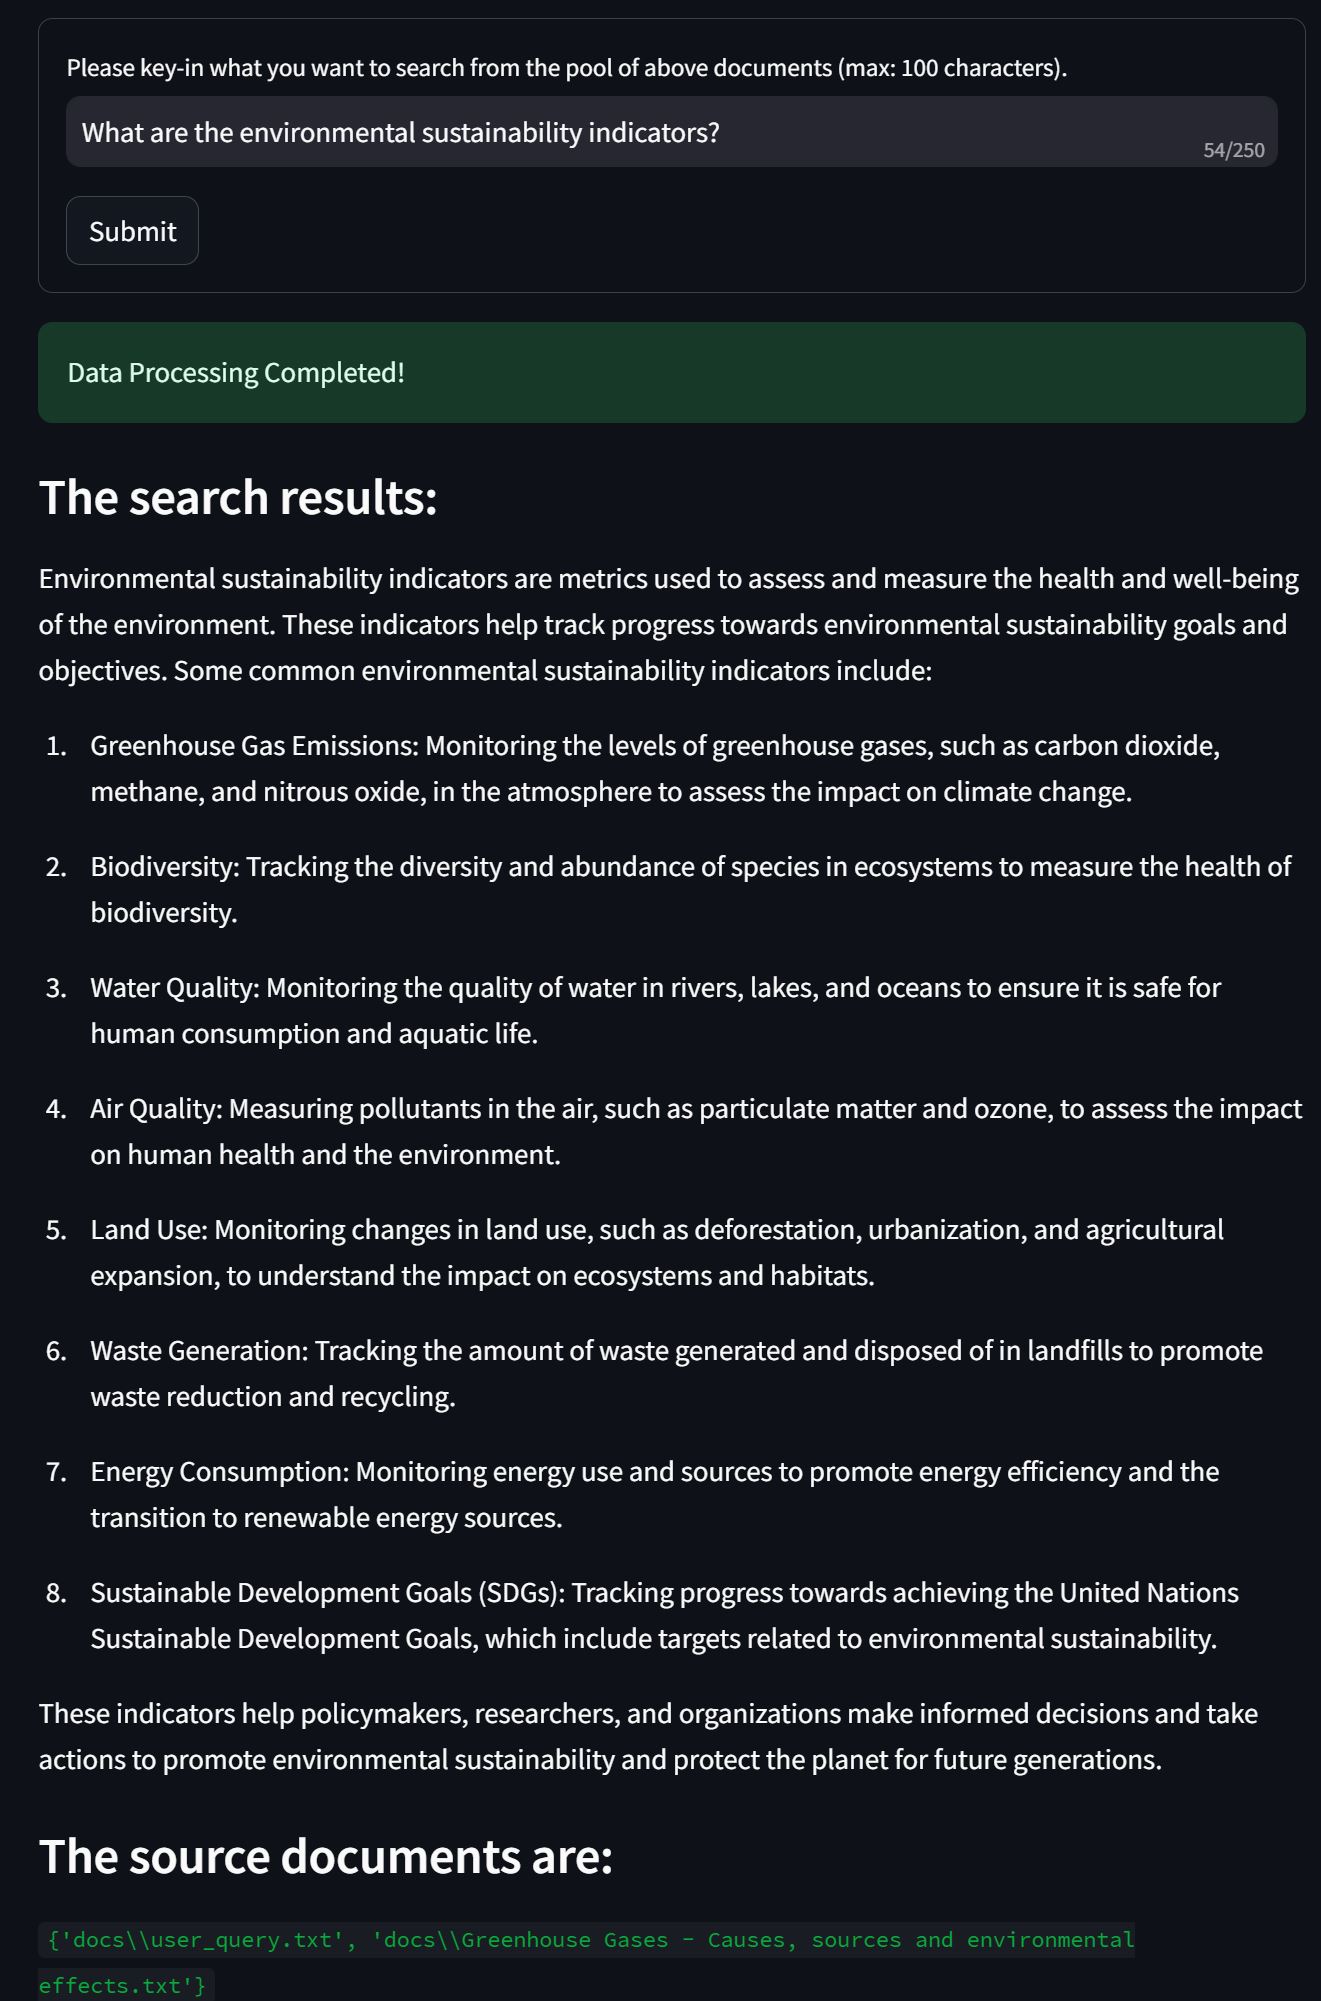 Please key-in what you want to search from the pool of above documents (max: 100 characters).
What are the environmental sustainability indicators?
54/250
Submit
Data Processing Completed!
The search results:
Environmental sustainability indicators are metrics used to assess and measure the health and well-being
of the environment. These indicators help track progress towards environmental sustainability goals and
objectives. Some common environmental sustainability indicators include:
1. Greenhouse Gas Emissions: Monitoring the levels of greenhouse gases, such as carbon dioxide,
methane, and nitrous oxide, in the atmosphere to assess the impact on climate change.
2. Biodiversity: Tracking the diversity and abundance of species in ecosystems to measure the health of
biodiversity.
3. Water Quality: Monitoring the quality of water in rivers, lakes, and oceans to ensure it is safe for
human consumption and aquatic life.
4. Air Quality: Measuring pollutants in the air, such as particulate matter and ozone, to assess the impact
on human health and the environment.
5. Land Use: Monitoring changes in land use, such as deforestation, urbanization, and agricultural
expansion, to understand the impact on ecosystems and habitats.
6. Waste Generation: Tracking the amount of waste generated and disposed of in landfills to promote
waste reduction and recycling.
7. Energy Consumption: Monitoring energy use and sources to promote energy efficiency and the
transition to renewable energy sources.
8. Sustainable Development Goals (SDGs): Tracking progress towards achieving the United Nations
Sustainable Development Goals, which include targets related to environmental sustainability.
These indicators help policymakers, researchers, and organizations make informed decisions and take
actions to promote environmental sustainability and protect the planet for future generations.
The source documents are:
{'docs\\user_query.txt', 'docs\\Greenhouse Gases - Causes, sources and environmental
effects.txt'}